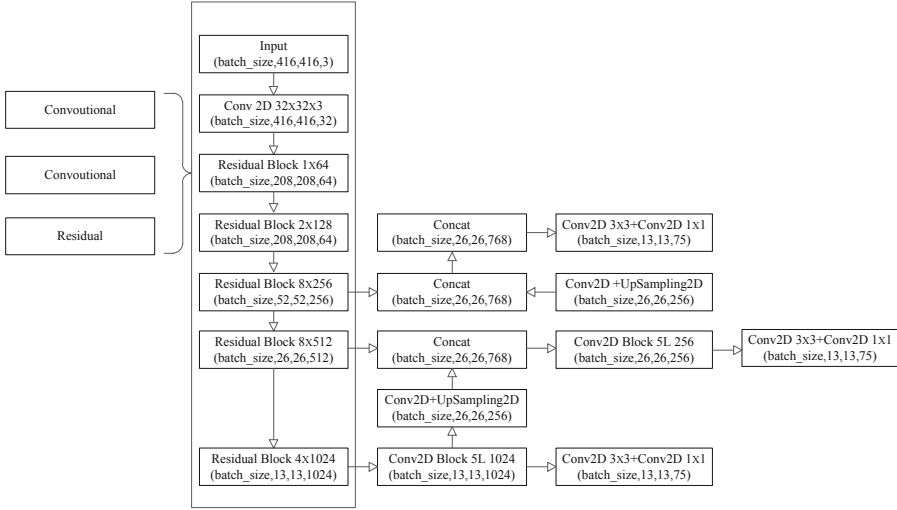 Input
(batch_size,416,416,3)
Convoutional
Conv 2D 32x32x3
(batch_size,416,416,32)
Convoutional
Residual Block 1x64
(batch_size,208,208,64)
Residual
Residual Block 2x128
(batch_size,208,208,64)
Concat
(batch_size,26,26,768)
Conv2D 3x3+Conv2D 1x1
(batch_size,13,13,75)
Residual Block 8x256
(batch_size,52,52,256)
Concat
(batch_size,26,26,768)
Conv2D +UpSampling2D
(batch_size,26,26,256)
Residual Block 8x512
(batch_size,26,26,512)
Concat
(batch_size,26,26,768)
Conv2D Block 5L 256
(batch_size,26,26,256)
Conv2D 3x3+Conv2D 1x1
(batch_size,13,13,75)
Conv2D+UpSampling2D
(batch_size,26,26,256)
Residual Block 4x1024
(batch_size,13,13,1024)
Conv2D Block 5L 1024
(batch_size,13,13,1024)
Conv2D 3x3+Conv2D 1x1
(batch_size,13,13,75)